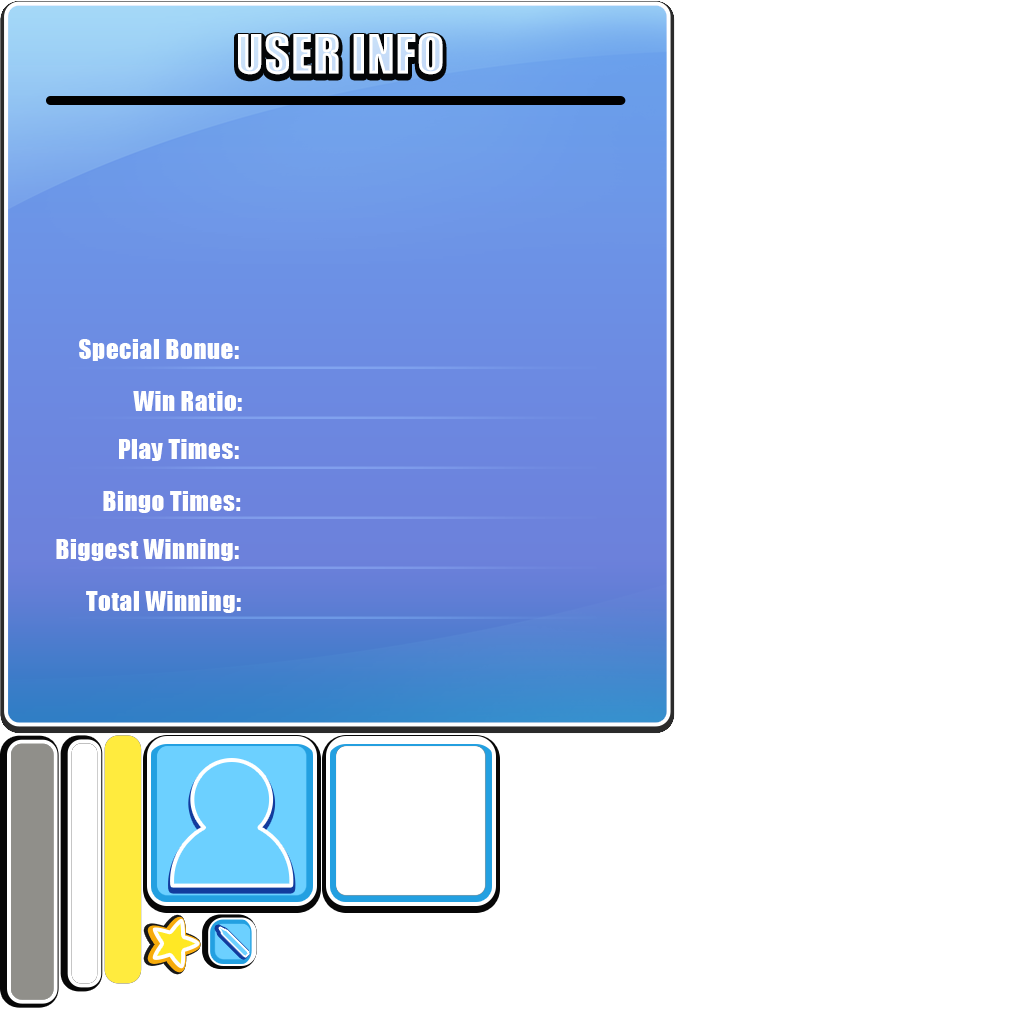 USER INFO
Special Bonue:
Win Ratio:
Play Times:
Bingo Times:
Biggest Winning:
Total Winning: